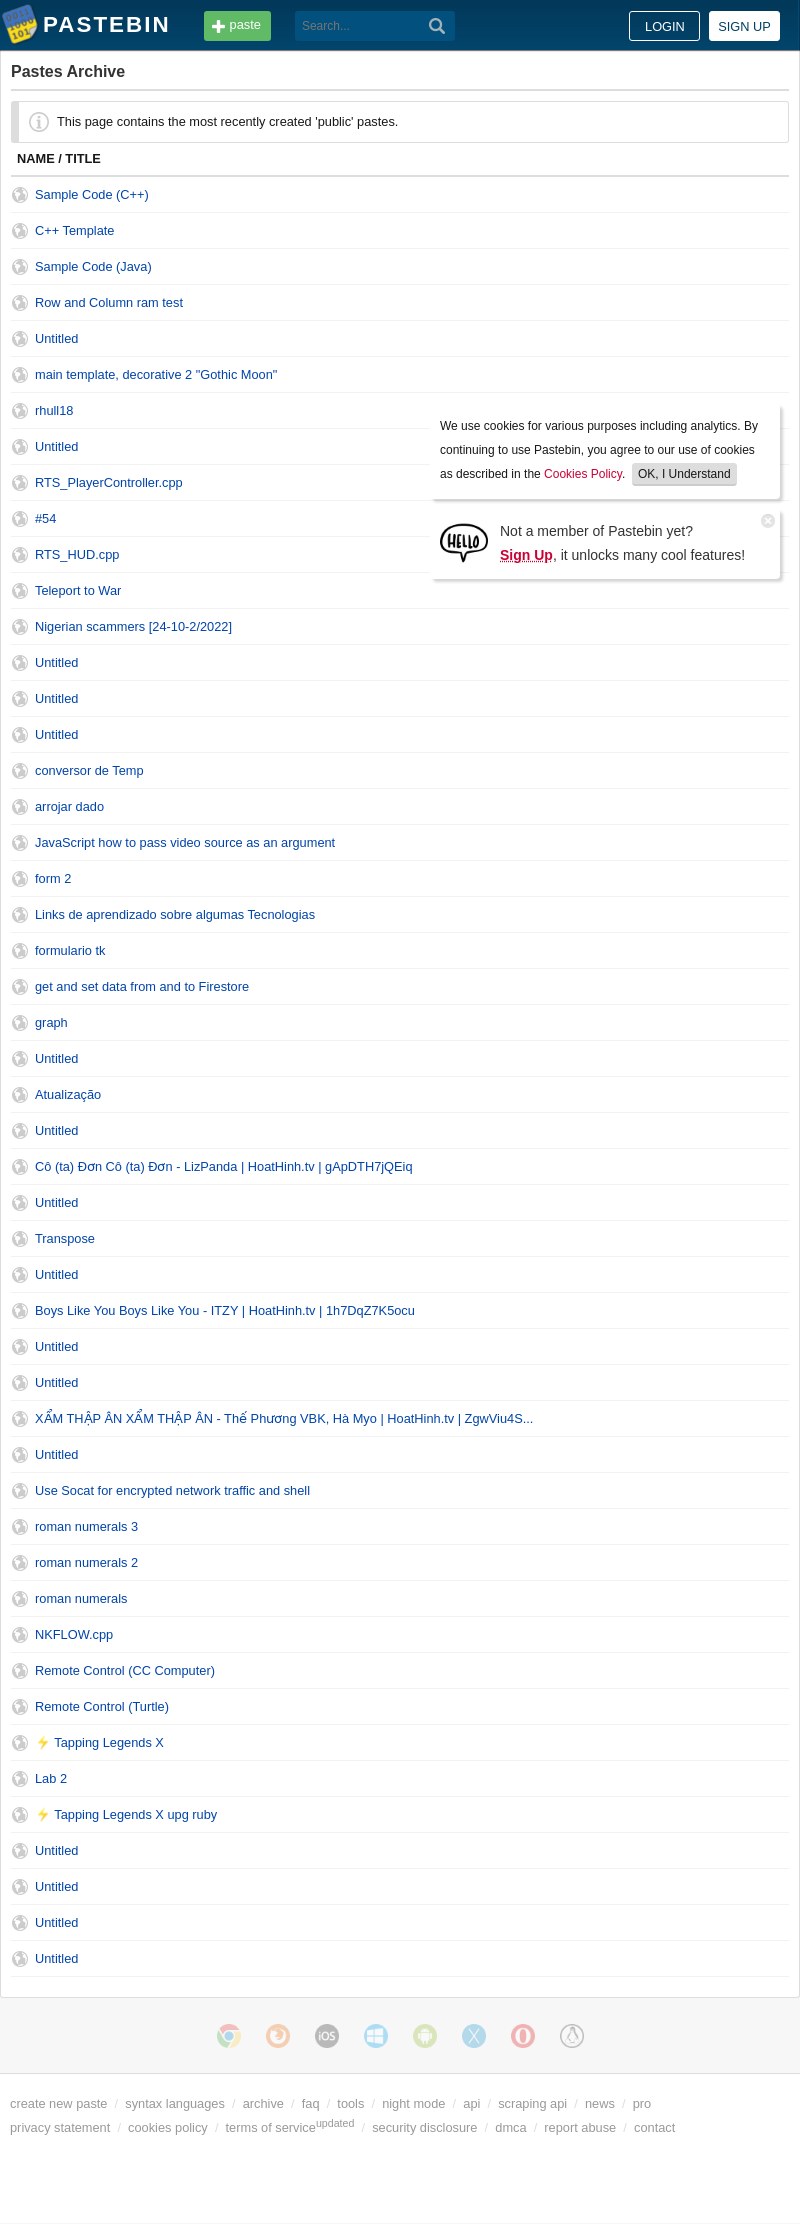 PASTEBIN
paste
Search...
LOGIN
SIGN UP
Pastes Archive
This page contains the most recently created 'public' pastes.
NAME / TITLE
Sample Code (C++)
C++ Template
Sample Code (Java)
Row and Column ram test
Untitled
main template, decorative 2 "Gothic Moon"
rhull18
Untitled
RTS_PlayerController.cpp
#54
RTS_HUD.cpp
We use cookies for various purposes including analytics. By
continuing to use Pastebin, you agree to our use of cookies
as described in the Cookies Policy. OK, I Understand
HELLO
Not a member of Pastebin yet?
Sign Up, it unlocks many cool features!
Teleport to War
Nigerian scammers [24-10-2/2022]
Untitled
Untitled
Untitled
conversor de Temp
arrojar dado
JavaScript how to pass video source as an argument
form 2
Links de aprendizado sobre algumas Tecnologias
formulario tk
get and set data from and to Firestore
graph
Untitled
Atualização
Untitled
Cô (ta) Đơn Cô (ta) Đơn - LizPanda | HoatHinh.tv | gApDTH7jQEiq
Untitled
Transpose
Untitled
Boys Like You Boys Like You - ITZY | HoatHinh.tv | 1h7DqZ7K5ocu
Untitled
Untitled
XẨM THẬP ÂN XẨM THẬP ÂN - Thế Phương VBK, Hà Myo | HoatHinh.tv | ZgwViu4S...
Untitled
Use Socat for encrypted network traffic and shell
roman numerals 3
roman numerals 2
roman numerals
NKFLOW.cpp
Remote Control (CC Computer)
Remote Control (Turtle)
⚡ Tapping Legends X
Lab 2
⚡ Tapping Legends X upg ruby
Untitled
Untitled
Untitled
Untitled
iOS
create new paste / syntax languages / archive / faq / tools / night mode / api / scraping api / news / pro
privacy statement / cookies policy / terms of service updated / security disclosure / dmca / report abuse / contact